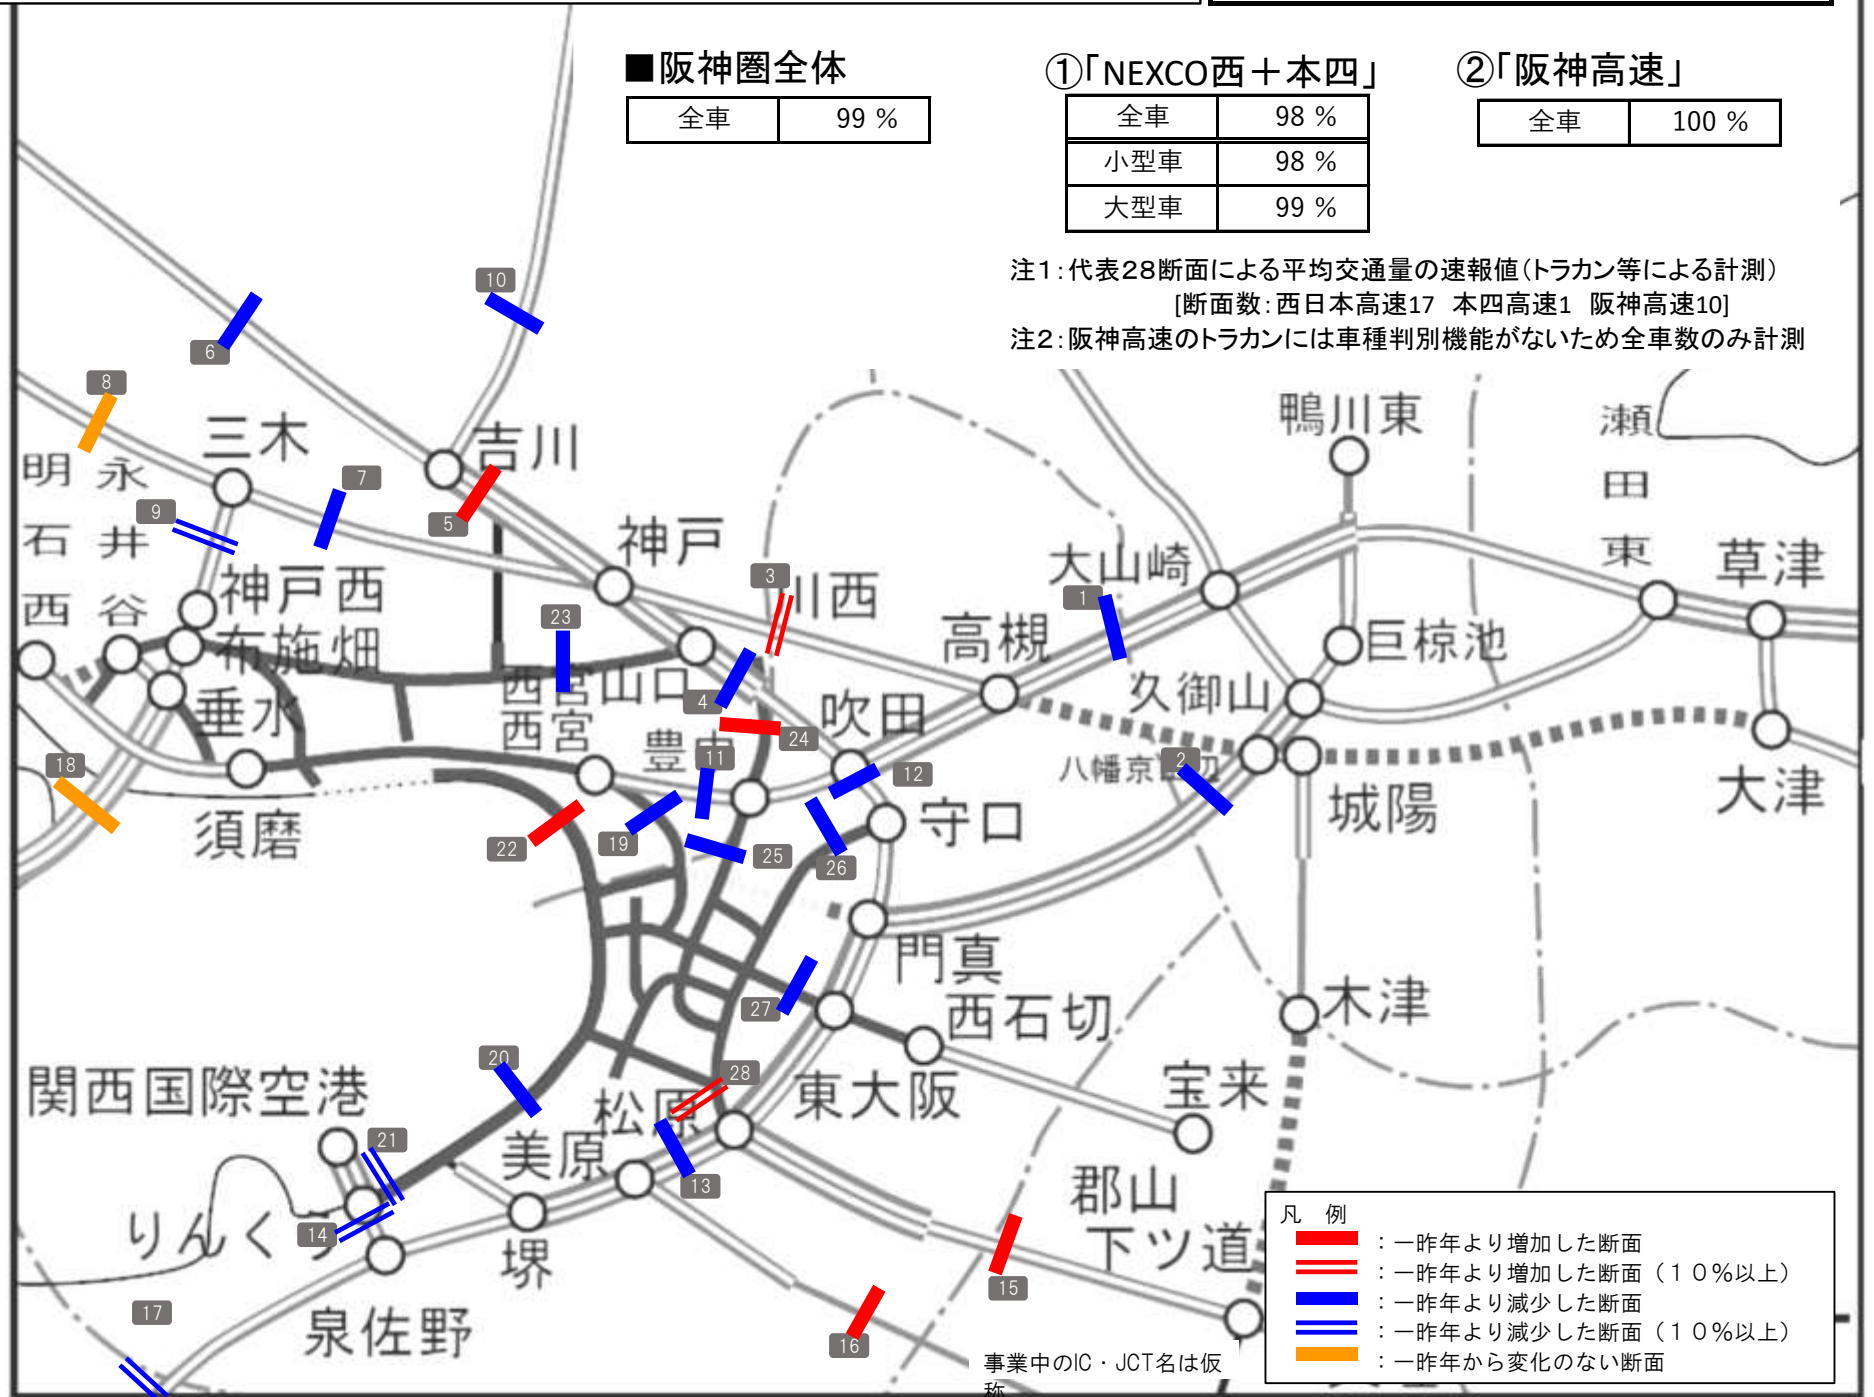 ■阪神圏全体
全車 99 %
①「NEXCO西＋本四」
全車 98 %
小型車 98 %
大型車 99 %
②「阪神高速」
全車 100 %
注1：代表28断面による平均交通量の速報値（トラカン等による計測）
[断面数：西日本高速17 本四高速1 阪神高速10]
注2：阪神高速のトラカンには車種判別機能がないため全車数のみ計測
10
6
8
三木
吉川
鴨川東
瀬田東
明石西
永井谷
7
9
5
神戸
大山崎
草津
神戸西
3
川西
1
高槻
布施畑
23
巨椋池
西宮山口
4
久御山
垂水
西宮
吹田
24
豊中
11
12
八幡京田辺
2
18
大津
城陽
須磨
守口
22
19
25
26
門真
27
西石切
木津
関西国際空港
20
松原
28
東大阪
宝来
21
美原
13
郡山下ツ道
りんくう
14
堺
15
17
泉佐野
16
事業中のIC・JCT名は仮
称
凡 例
：一昨年より増加した断面
：一昨年より増加した断面（１０％以上）
：一昨年より減少した断面
：一昨年より減少した断面（１０％以上）
：一昨年から変化のない断面